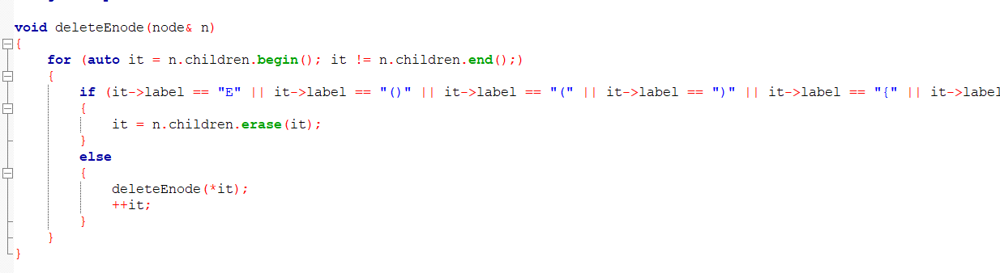 void deleteEnode(node& n)
{
    for (auto it = n.children.begin(); it != n.children.end();)
    {
        if (it->label == "E" || it->label == "()" || it->label == "(" || it->label == ")" || it->label == "{" || it->label
        {
            it = n.children.erase(it);
        }
        else
        {
            deleteEnode(*it);
            ++it;
        }
    }
}